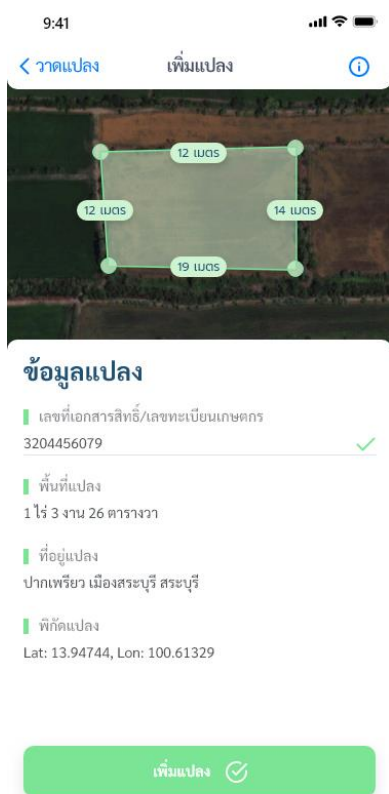 9:41
วาดแปลง
เพิ่มแปลง
12 เมตร
12 เมตร
14 เมตร
19 เมตร
ข้อมูลแปลง
เลขที่เอกสารสิทธิ์/เลขทะเบียนเกษตกร
3204456079
พื้นที่แปลง
1 ไร่ 3 งาน 26 ตารางวา
ที่อยู่แปลง
ปากเพรียว เมืองสระบุรี สระบุรี
พิกัดแปลง
Lat: 13.94744, Lon: 100.61329
เพิ่มแปลง